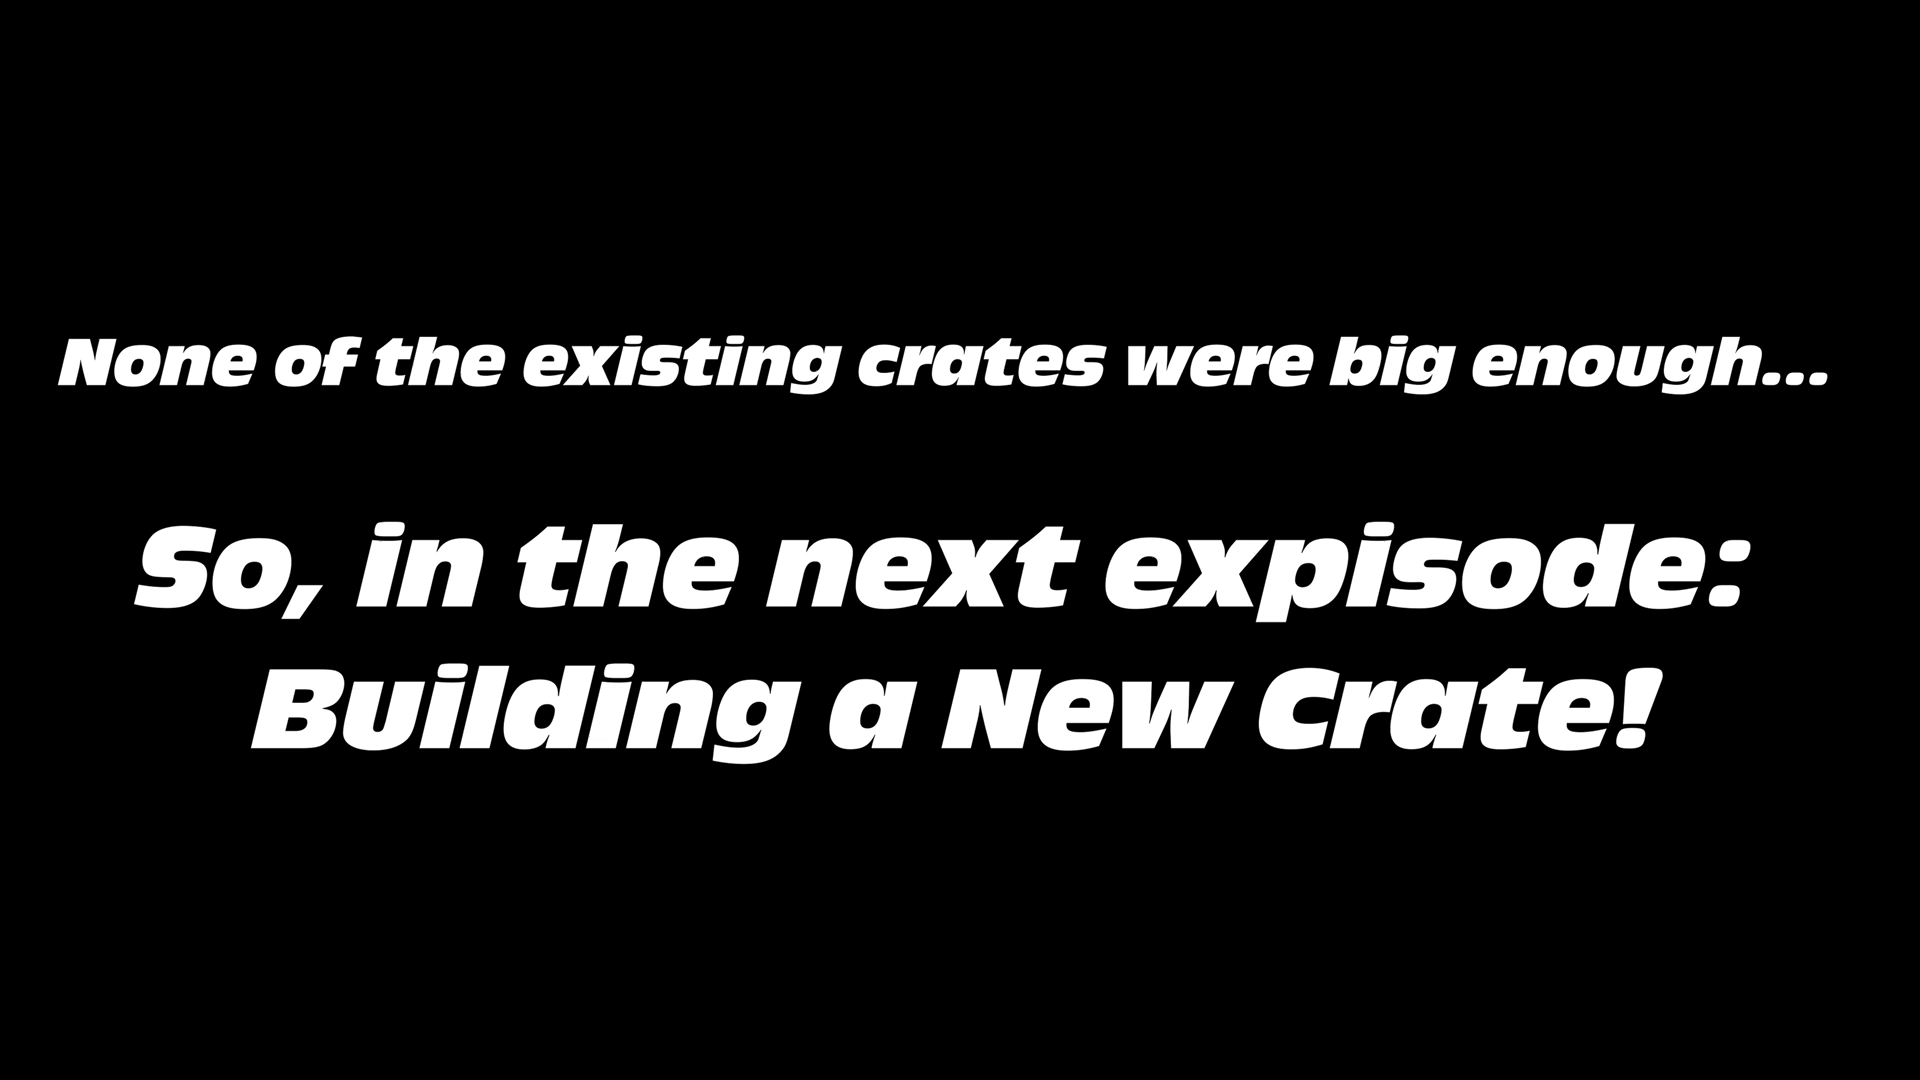 None of the existing crates were big enough...
So, in the next expisode:
Building a New Crate!